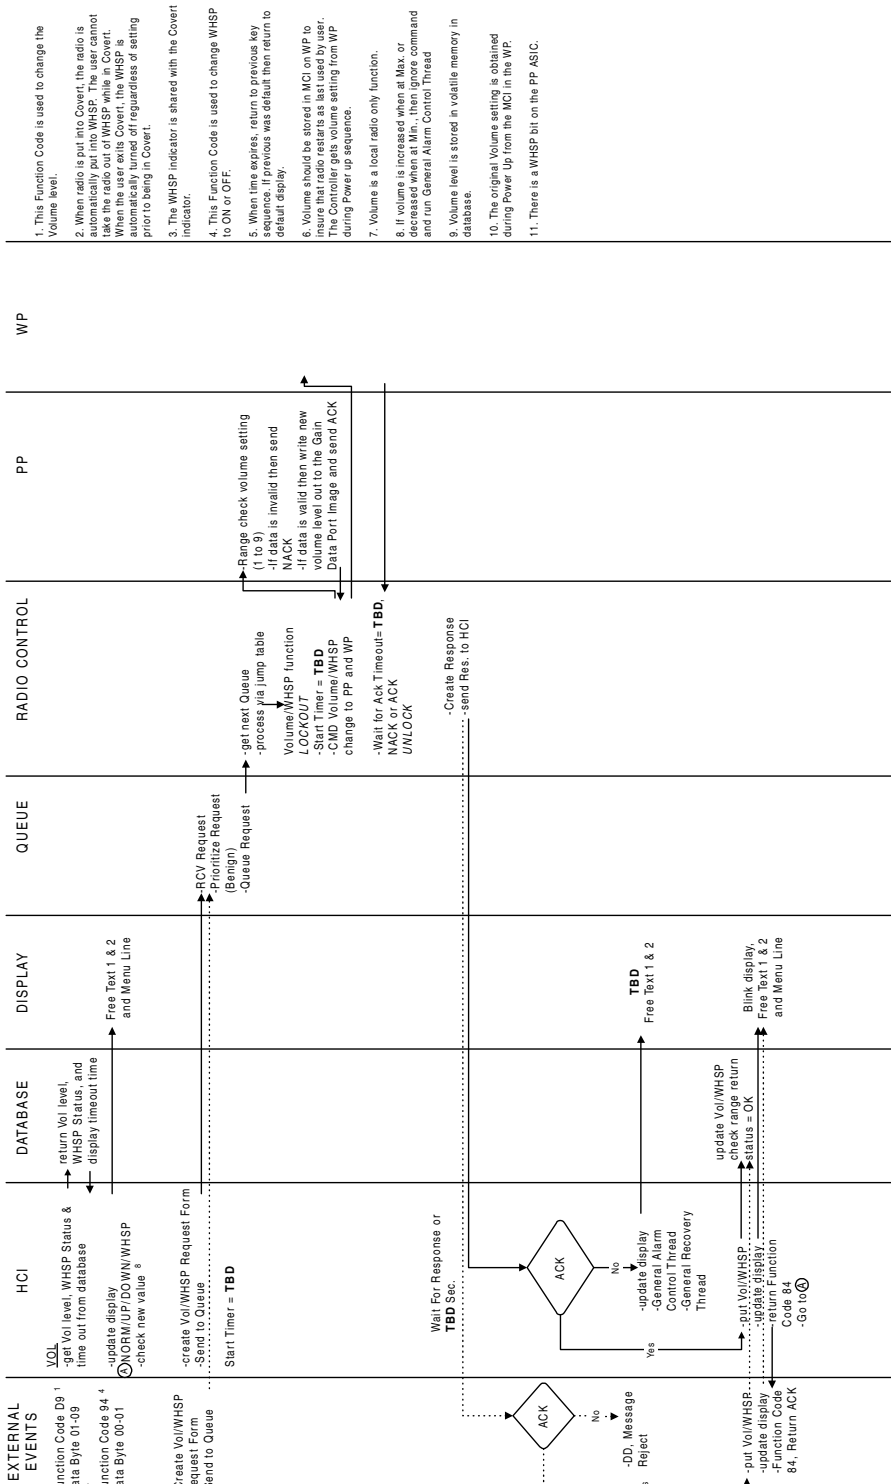 EXTERNAL
EVENTS
HCI
DATABASE
DISPLAY
QUEUE
RADIO CONTROL
PP
WP
unction Code D9 1
ata Byte 01-09
unction Code 94 4
ata Byte 00-01
reate Vol/WHSP
equest Form
end to Queue
ACK
No
-DD, Message
Reject
-put Vol/WHSP
-update display
-Function Code
84, Return ACK
VOL
-get Vol level, WHSP Status &
time out from database
-update display
A NORM/UP/DOWN/WHSP
-check new value 8
-create Vol/WHSP Request Form
-Send to Queue
Start Timer = TBD
Wait For Response or
TBD Sec.
ACK
No
Yes
-update display
-General Alarm
Control Thread
-General Recovery
Thread
-put Vol/WHSP
-update display
-return Function
Code 84
-Go to A
return Vol level,
WHSP Status, and
display timeout time
update Vol/WHSP
check range return
status = OK
Free Text 1 & 2
and Menu Line
TBD
Free Text 1 & 2
Blink display,
Free Text 1 & 2
and Menu Line
-RCV Request
-Prioritize Request
(Benign)
-Queue Request
-get next Queue
-process via jump table
Volume/WHSP function
LOCKOUT
-Start Timer = TBD
-CMD Volume/WHSP
change to PP and WP
-Wait for Ack Timeout= TBD,
NACK or ACK
UNLOCK
-Create Response
-send Res. to HCI
-Range check volume setting
(1 to 9)
-If data is invalid then send
NACK
-If data is valid then write new
volume level out to the Gain
Data Port Image and send ACK
1. This Function Code is used to change the
Volume level.
2. When radio is put into Covert, the radio is
automatically put into WHSP. The user cannot
take the radio out of WHSP while in Covert.
When the user exits Covert, the WHSP is
automatically turned off reguardless of setting
prior to being in Covert.
3. The WHSP indicator is shared with the Covert
indicator.
4. This Function Code is used to change WHSP
to ON or OFF.
5. When time expires, return to previous key
sequence. If previous was default then return to
default display.
6. Volume should be stored in MCI on WP to
insure that radio restarts as last used by user.
The Controller gets volume setting from WP
during Power up sequence.
7. Volume is a local radio only function.
8. If volume is increased when at Max. or
decreased when at Min., then ignore command
and run General Alarm Control Thread
9. Volume level is stored in volatile memory in
database.
10. The original Volume setting is obtained
during Power Up from the MCI in the WP.
11. There is a WHSP bit on the PP ASIC.